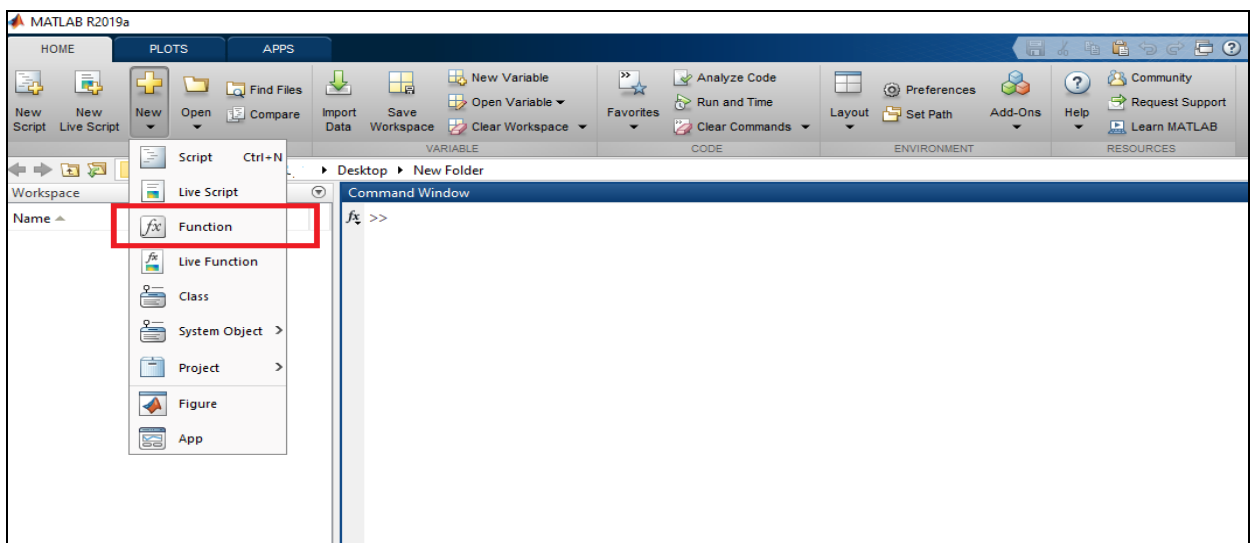 MATLAB R2019a
HOME PLOTS APPS
New Script
New Live Script
New
Open
Find Files
Compare
Import Data
Save Workspace
New Variable
Open Variable
Clear Workspace
VARIABLE
Favorites
Analyze Code
Run and Time
Clear Commands
CODE
Layout
Preferences
Set Path
Add-Ons
ENVIRONMENT
Help
Community
Request Support
Learn MATLAB
RESOURCES
Desktop New Folder
Workspace
Name
Script Ctrl+N
Live Script
fx Function
fx Live Function
Class
System Object >
Project >
Figure
App
Command Window
fx >>